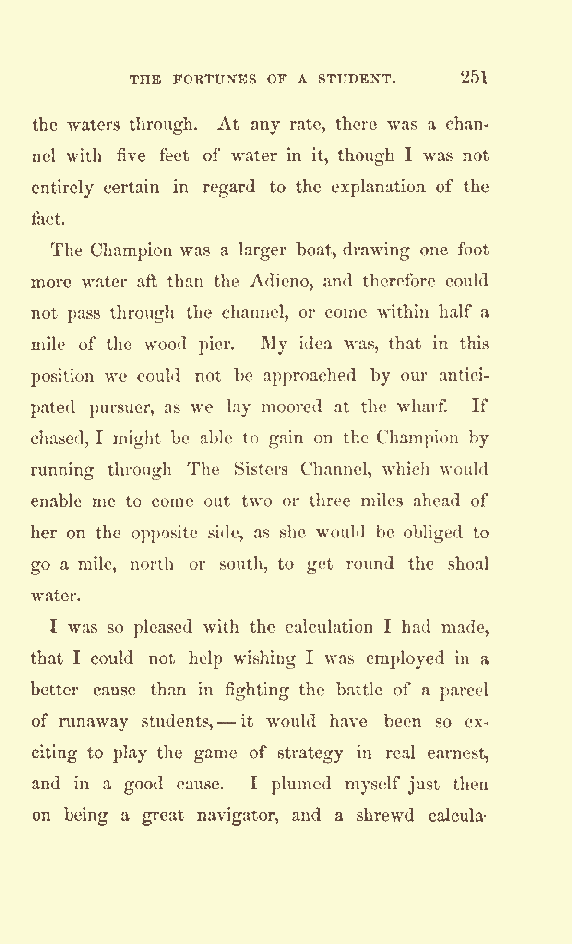 THE FORTUNES OF A STUDENT. 251
the waters through. At any rate, there was a chan-
nel with five feet of water in it, though I was not
entirely certain in regard to the explanation of the
fact.
The Champion was a larger boat, drawing one foot
more water aft than the Adieno, and therefore could
not pass through the channel, or come within half a
mile of the wood pier. My idea was, that in this
position we could not be approached by our antici-
pated pursuer, as we lay moored at the wharf. If
chased, I might be able to gain on the Champion by
running through The Sisters Channel, which would
enable me to come out two or three miles ahead of
her on the opposite side, as she would be obliged to
go a mile, north or south, to get round the shoal
water.
I was so pleased with the calculation I had made,
that I could not help wishing I was employed in a
better cause than in fighting the battle of a parcel
of runaway students,—it would have been so ex-
citing to play the game of strategy in real earnest,
and in a good cause. I plumed myself just then
on being a great navigator, and a shrewd calcula-